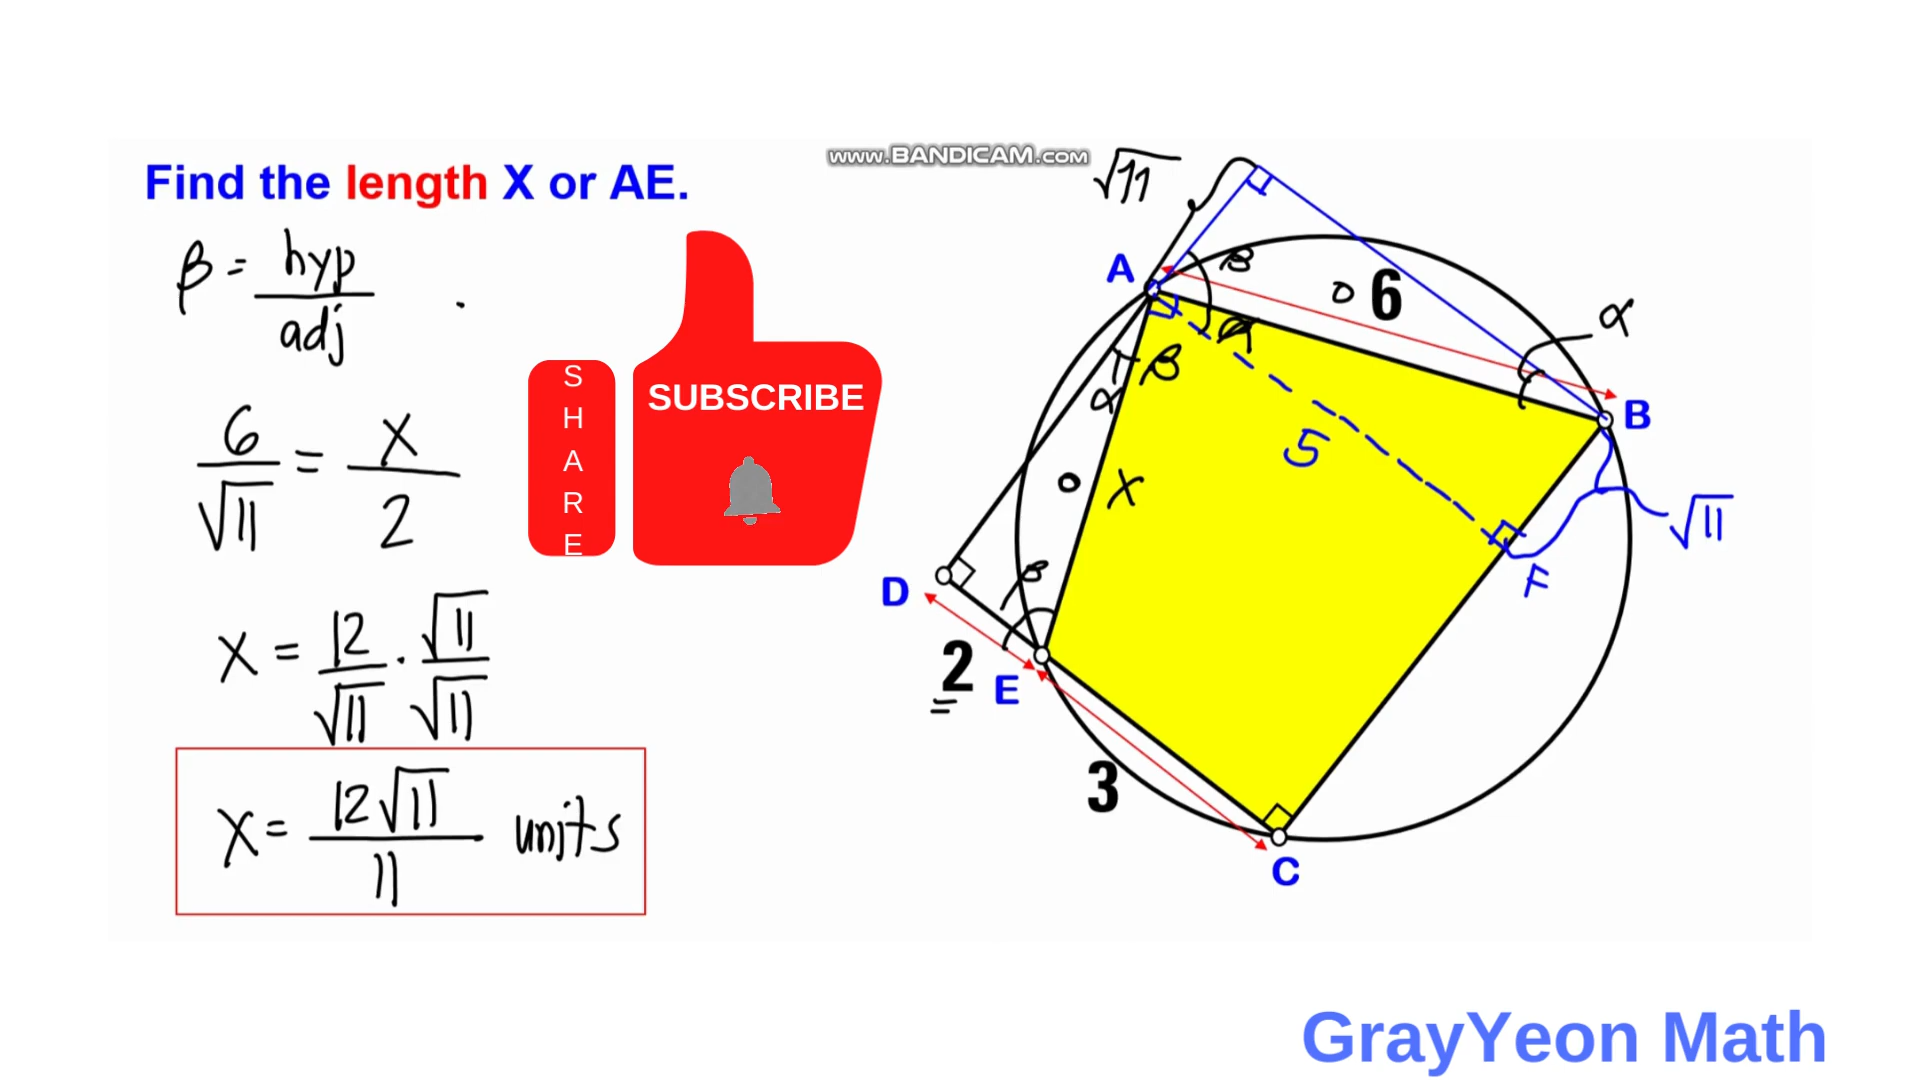 www.BANDICAM.com
Find the length X or AE.
β = hyp / adj
6 / √11 = x / 2
x = 12 / √11 · √11 / √11
x = 12√11 / 11 units
SHARE
SUBSCRIBE
√11
A
β
α
6
α
B
β
α
5
x
√11
F
D
β
2
E
3
C
GrayYeon Math